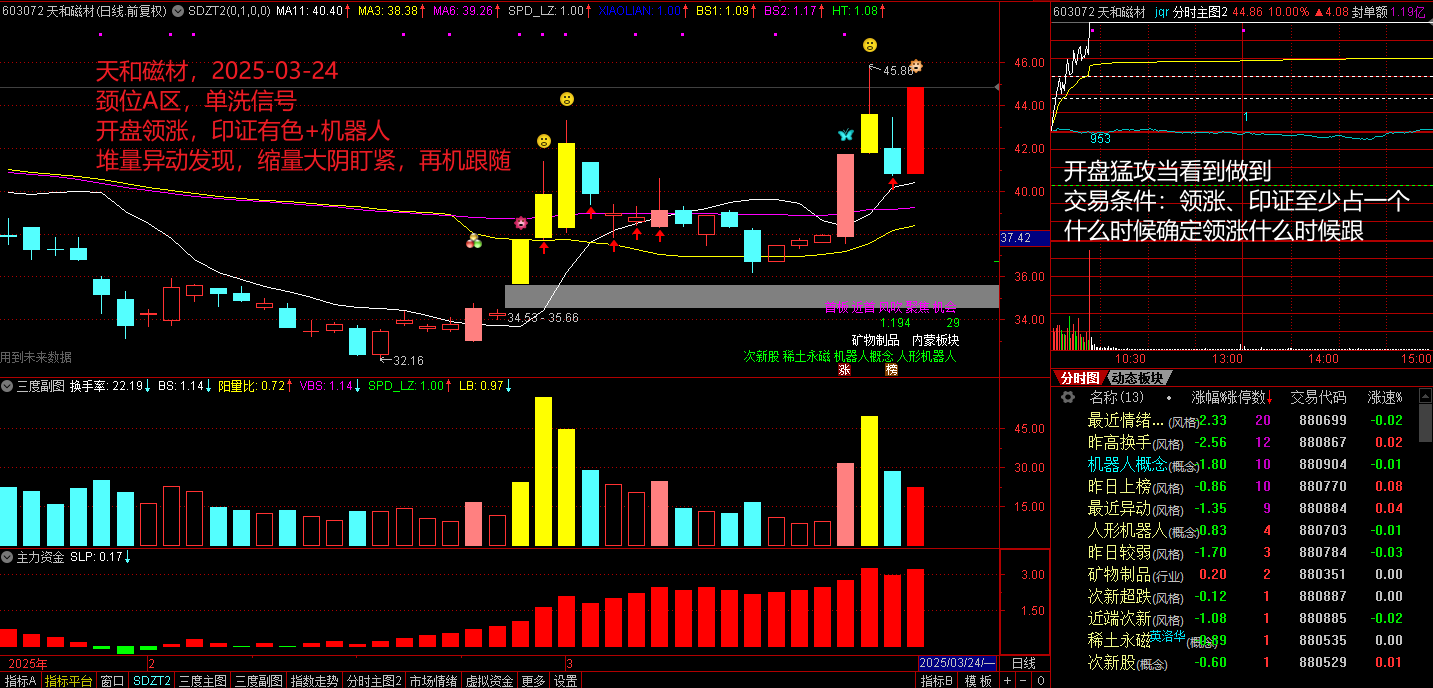 603072 天和磁材(日线.前复权) SDZT2(0,1,0,0) MA11: 40.40↑ MA3: 38.38↑ MA6: 39.26↑ SPD_LZ: 1.00↑ XIAOLIAN: 1.00↑ BS1: 1.09↑ BS2: 1.17↑ HT: 1.08↑
天和磁材，2025-03-24
颈位A区，单洗信号
开盘领涨，印证有色+机器人
堆量异动发现，缩量大阴盯紧，再机跟随
45.86
34.53 - 35.66
32.16
用到未来数据
首板 近首 风吹 聚焦 机会
1.194 29
矿物制品 内蒙板块
次新股 稀土永磁 机器人概念 人形机器人
涨 榜
46.00
44.00
42.00
40.00
37.42
36.00
34.00
三度副图 换手率: 22.19↓ BS: 1.14↓ 阳量比: 0.72↑ VBS: 1.14↓ SPD_LZ: 1.00↑ LB: 0.97↓
45.00
30.00
15.00
主力资金 SLP: 0.17↓
3.00
1.50
2025年 2 3 2025/03/24/一 日线
指标A 指标平台 窗口 SDZT2 三度主图 三度副图 指数走势 分时主图2 市场情绪 虚拟资金 更多 设置 指标B 模板 + - 0
603072 天和磁材 jqr 分时主图2 44.86 10.00% ▲4.08 封单额 1.19亿
953
1
开盘猛攻当看到做到
交易条件：领涨、印证至少占一个
什么时候确定领涨什么时候跟
10:30 13:00 14:00 15:00
分时图 动态板块
名称(13) • 涨幅% 涨停数↓ 交易代码 涨速%
最近情绪...(风格) -2.33 20 880699 -0.02
昨高换手(风格) -2.56 12 880867 0.02
机器人概念(概念) -1.80 10 880904 -0.01
昨日上榜(风格) -0.86 10 880770 0.08
最近异动(风格) -1.35 9 880884 0.04
人形机器人(概念) -0.83 4 880703 -0.01
昨日较弱(风格) -1.70 3 880784 -0.03
矿物制品(行业) 0.20 2 880351 0.00
次新超跌(风格) -0.12 1 880887 0.00
近端次新(风格) -1.08 1 880885 -0.02
稀土永磁英洛华(概念) 1 880535 0.00
次新股(概念) -0.60 1 880529 0.01